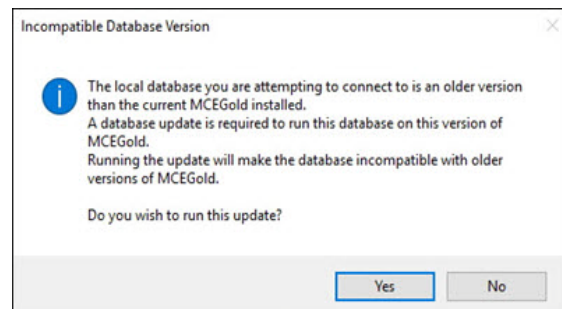 Incompatible Database Version
The local database you are attempting to connect to is an older version
than the current MCEGold installed.
A database update is required to run this database on this version of
MCEGold.
Running the update will make the database incompatible with older
versions of MCEGold.
Do you wish to run this update?
Yes
No